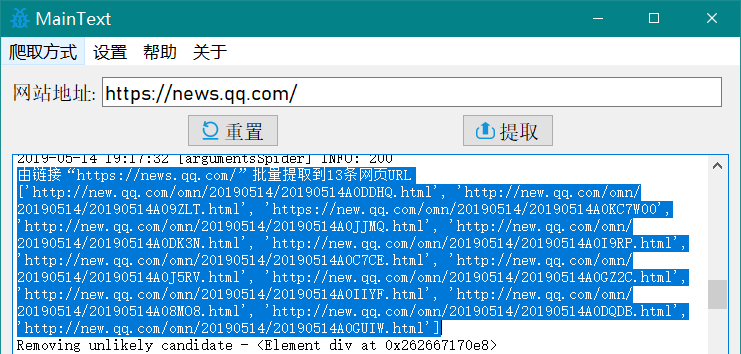 MainText
爬取方式 设置 帮助 关于
网站地址: https://news.qq.com/
重置 提取
2019-05-14 19:17:32 [argumentsSpider] INFO: 200
由链接“https://news.qq.com/”批量提取到13条网页URL
['http://new.qq.com/omn/20190514/20190514A0DDHQ.html', 'http://new.qq.com/omn/
20190514/20190514A09ZLT.html', 'https://new.qq.com/omn/20190514/20190514A0KC7W00',
'http://new.qq.com/omn/20190514/20190514A0JJMQ.html', 'http://new.qq.com/omn/
20190514/20190514A0DK3N.html', 'http://new.qq.com/omn/20190514/20190514A0I9RP.html',
'http://new.qq.com/omn/20190514/20190514A0C7CE.html', 'http://new.qq.com/omn/
20190514/20190514A0J5RV.html', 'http://new.qq.com/omn/20190514/20190514A0GZ2C.html',
'http://new.qq.com/omn/20190514/20190514A0IIYF.html', 'http://new.qq.com/omn/
20190514/20190514A08MO8.html', 'http://new.qq.com/omn/20190514/20190514A0DQDB.html',
'http://new.qq.com/omn/20190514/20190514A0GUIW.html']
Removing unlikely candidate - <Element div at 0x262667170e8>